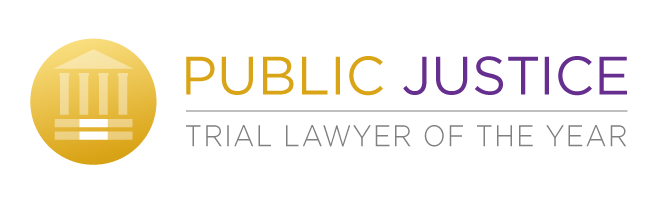 PUBLIC JUSTICE
TRIAL LAWYER OF THE YEAR